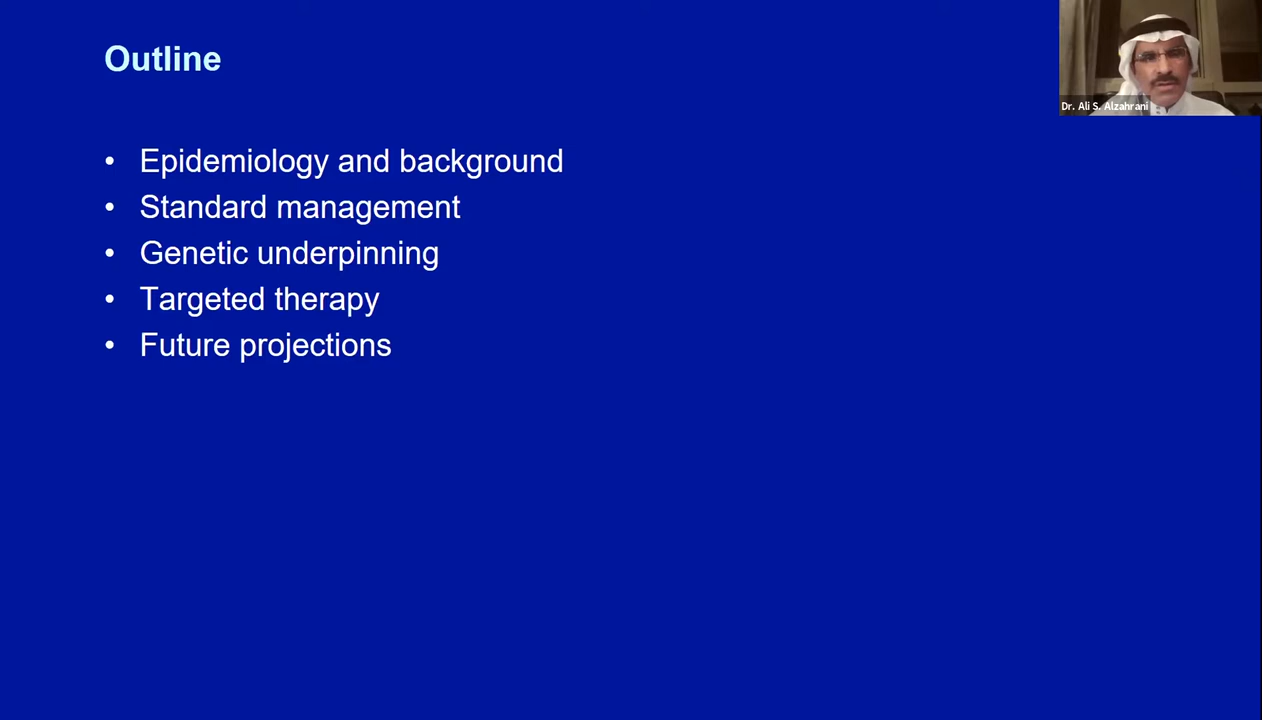 Outline
Dr. Ali S. Alzahrani
• Epidemiology and background
• Standard management
• Genetic underpinning
• Targeted therapy
• Future projections